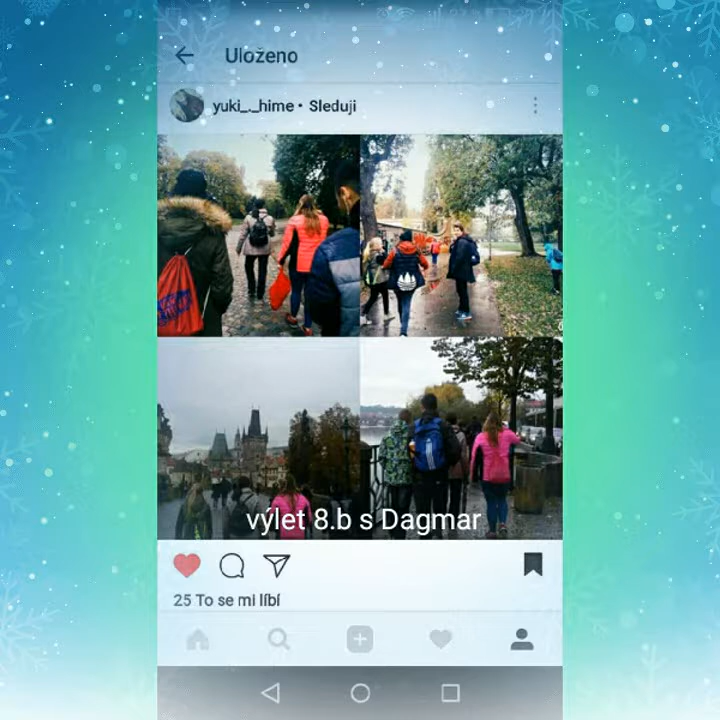 Uloženo
yuki_._hime • Sleduji
výlet 8.b s Dagmar
25 To se mi líbí